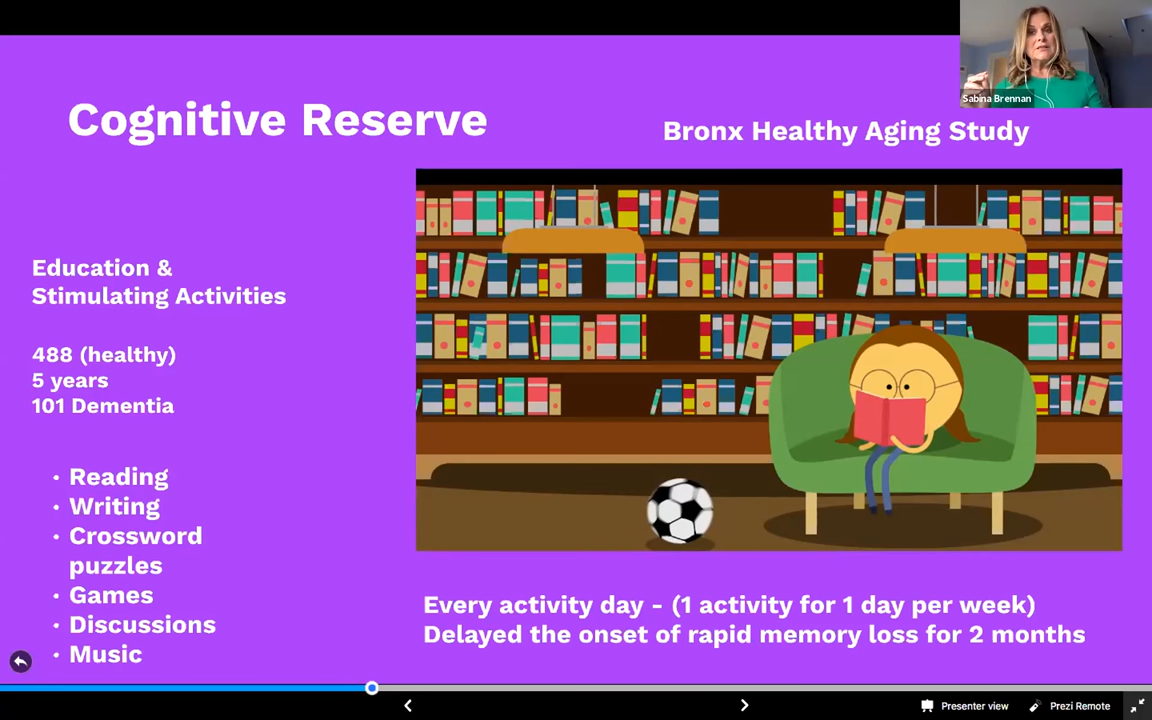 Sabina Brennan
Cognitive Reserve
Bronx Healthy Aging Study
Education &
Stimulating Activities
488 (healthy)
5 years
101 Dementia
• Reading
• Writing
• Crossword
puzzles
• Games
• Discussions
• Music
Every activity day - (1 activity for 1 day per week)
Delayed the onset of rapid memory loss for 2 months
Presenter view
Prezi Remote